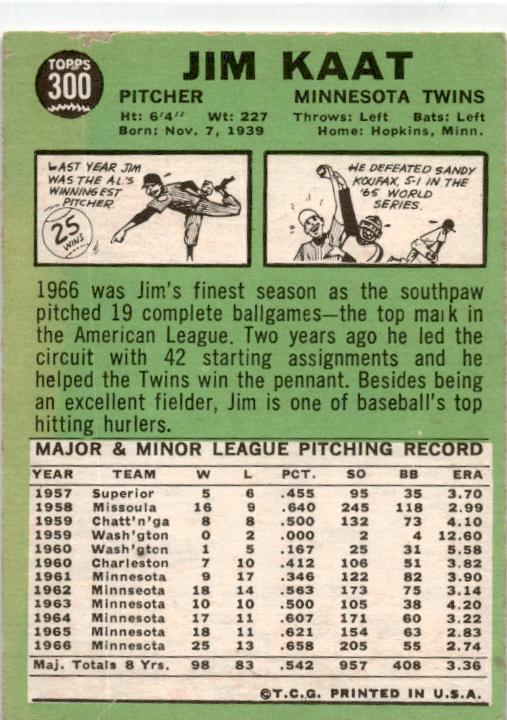 TOPPS
300
JIM KAAT
PITCHER MINNESOTA TWINS
Ht: 6'4" Wt: 227 Throws: Left Bats: Left
Born: Nov. 7, 1939 Home: Hopkins, Minn.
LAST YEAR JIM
WAS THE A.L.'S
WINNINGEST
PITCHER.
25
WINS
HE DEFEATED SANDY
KOUFAX, 5-1 IN THE
'65 WORLD
SERIES.
1966 was Jim's finest season as the southpaw
pitched 19 complete ballgames—the top mark in
the American League. Two years ago he led the
circuit with 42 starting assignments and he
helped the Twins win the pennant. Besides being
an excellent fielder, Jim is one of baseball's top
hitting hurlers.
MAJOR & MINOR LEAGUE PITCHING RECORD
YEAR TEAM W L PCT. SO BB ERA
1957 Superior 5 6 .455 95 35 3.70
1958 Missoula 16 9 .640 245 118 2.99
1959 Chatt'n'ga 8 8 .500 132 73 4.10
1959 Wash'gton 0 2 .000 2 4 12.60
1960 Wash'gton 1 5 .167 25 31 5.58
1960 Charleston 7 10 .412 106 51 3.82
1961 Minnesota 9 17 .346 122 82 3.90
1962 Minnseota 18 14 .563 173 75 3.14
1963 Minnesota 10 10 .500 105 38 4.20
1964 Minnesota 17 11 .607 171 60 3.22
1965 Minnesota 18 11 .621 154 63 2.83
1966 Minnesota 25 13 .658 205 55 2.74
Maj. Totals 8 Yrs. 98 83 .542 957 408 3.36
©T.C.G. PRINTED IN U.S.A.